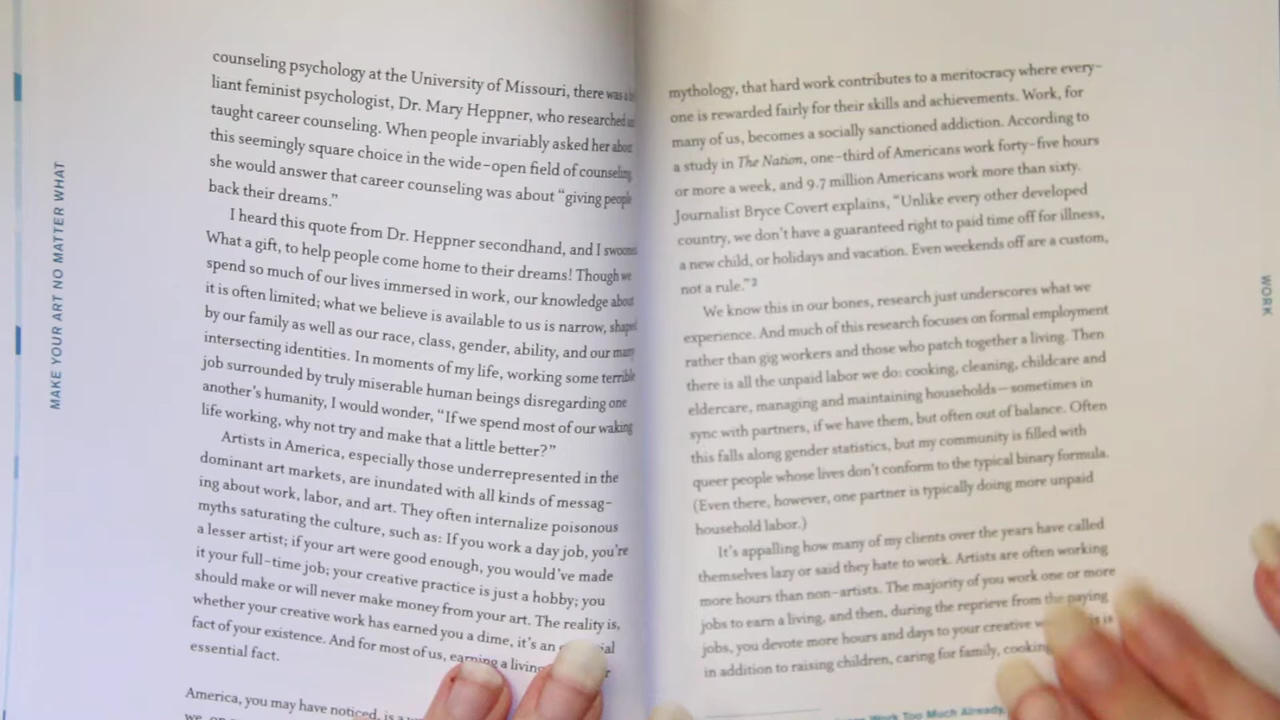 MAKE YOUR ART NO MATTER WHAT
counseling psychology at the University of Missouri, there was a
liant feminist psychologist, Dr. Mary Heppner, who researched
taught career counseling. When people invariably asked her about
this seemingly square choice in the wide-open field of counseling,
she would answer that career counseling was about “giving people
back their dreams.”
I heard this quote from Dr. Heppner secondhand, and I
What a gift, to help people come home to their dreams! Though we
spend so much of our lives immersed in work, our knowledge about
it is often limited; what we believe is available to us is narrow, shaped
by our family as well as our race, class, gender, ability, and our many
intersecting identities. In moments of my life, working some terrible
job surrounded by truly miserable human beings disregarding one
another’s humanity, I would wonder, “If we spend most of our waking
life working, why not try and make that a little better?”
Artists in America, especially those underrepresented in the
dominant art markets, are inundated with all kinds of messag-
ing about work, labor, and art. They often internalize poisonous
myths saturating the culture, such as: If you work a day job, you’re
a lesser artist; if your art were good enough, you would’ve made
it your full-time job; your creative practice is just a hobby; you
should make or will never make money from your art. The reality is,
whether your creative work has earned you a dime, it’s an
fact of your existence. And for most of us, earning a living
essential fact.
America, you may have noticed, is a
mythology, that hard work contributes to a meritocracy where every-
one is rewarded fairly for their skills and achievements. Work, for
many of us, becomes a socially sanctioned addiction. According to
a study in The Nation, one-third of Americans work forty-five hours
or more a week, and 9.7 million Americans work more than sixty.
Journalist Bryce Covert explains, “Unlike every other developed
country, we don’t have a guaranteed right to paid time off for illness,
a new child, or holidays and vacation. Even weekends off are a custom,
not a rule.”2
We know this in our bones, research just underscores what we
experience. And much of this research focuses on formal employment
rather than gig workers and those who patch together a living. Then
there is all the unpaid labor we do: cooking, cleaning, childcare and
eldercare, managing and maintaining households—sometimes in
sync with partners, if we have them, but often out of balance. Often
this falls along gender statistics, but my community is filled with
queer people whose lives don’t conform to the typical binary formula.
(Even there, however, one partner is typically doing more unpaid
household labor.)
It’s appalling how many of my clients over the years have called
themselves lazy or said they hate to work. Artists are often working
more hours than non-artists. The majority of you work one or more
jobs to earn a living, and then, during the reprieve from the paying
jobs, you devote more hours and days to your creative is
in addition to raising children, caring for family,
Work Too Much Already,
WORK